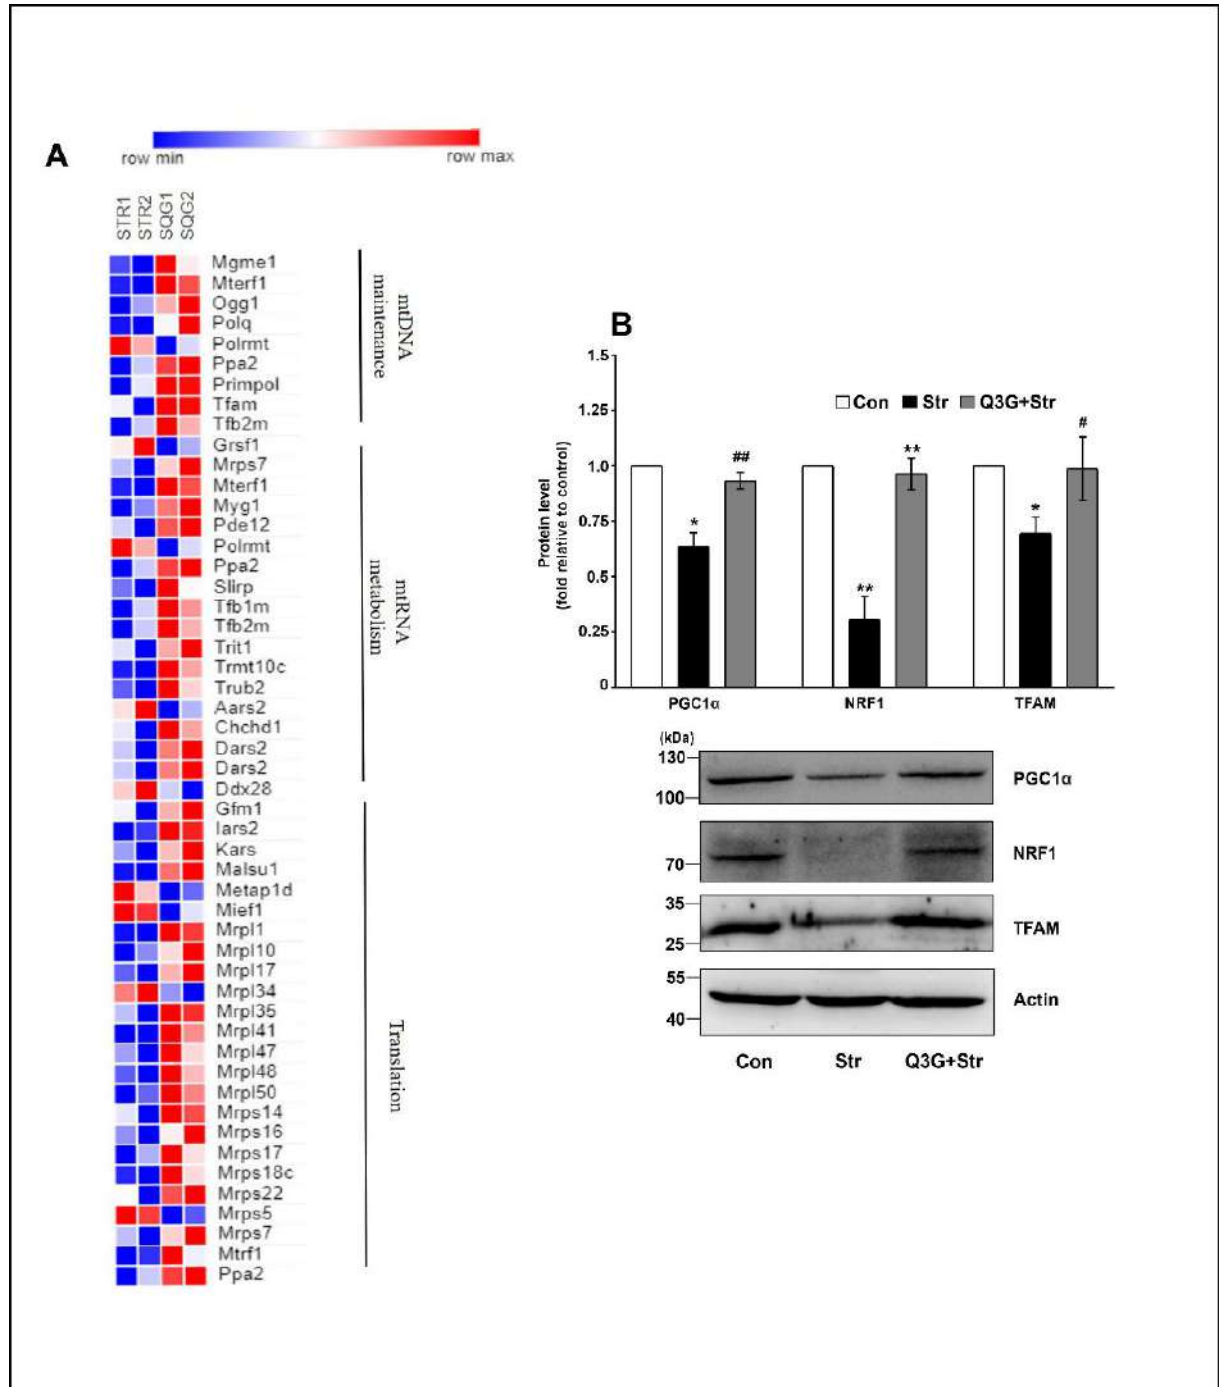 A
row min
row max
STR1
STR2
SQG1
SQG2
Mgme1
Mterf1
Ogg1
Polq
Polrmt
Ppa2
Primpol
Tfam
Tfb2m
Grsf1
Mrps7
Mterf1
Myg1
Pde12
Polrmt
Ppa2
Slirp
Tfb1m
Tfb2m
Trit1
Trmt10c
Trub2
Aars2
Chchd1
Dars2
Dars2
Ddx28
Gfm1
Iars2
Kars
Malsu1
Metap1d
Mief1
Mrpl1
Mrpl10
Mrpl17
Mrpl34
Mrpl35
Mrpl41
Mrpl47
Mrpl48
Mrpl50
Mrps14
Mrps16
Mrps17
Mrps18c
Mrps22
Mrps5
Mrps7
Mtrf1
Ppa2
mtDNA
maintenance
mtRNA
metabolism
Translation
B
1.5
1.25
1.0
0.75
0.5
0.25
0
Protein level
(fold relative to control)
Con Str Q3G+Str
* ##
** **
* #
PGC1α NRF1 TFAM
(kDa)
130
100
PGC1α
70
NRF1
35
25
TFAM
55
40
Actin
Con Str Q3G+Str